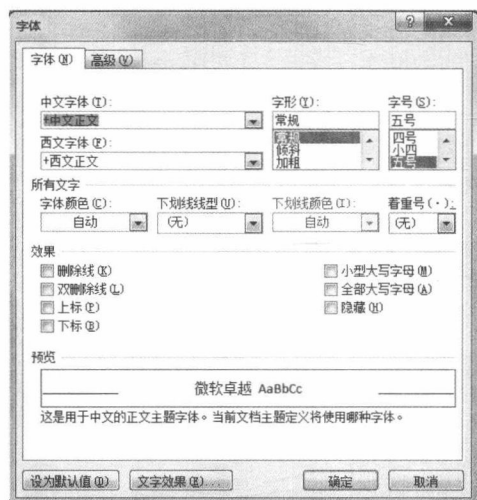 字体
字体(N) 高级(V)
中文字体(T): 字形(Y): 字号(S):
+中文正文 常规 五号
西文字体(F): 常规 四号
+西文正文 倾斜 小四
加粗 五号
所有文字
字体颜色(C): 下划线线型(U): 下划线颜色(I): 着重号(·):
自动 (无) 自动 (无)
效果
删除线(K) 小型大写字母(M)
双删除线(L) 全部大写字母(A)
上标(P) 隐藏(H)
下标(B)
预览
微软卓越 AaBbCc
这是用于中文的正文主题字体。当前文档主题定义将使用哪种字体。
设为默认值(D) 文字效果(E)... 确定 取消